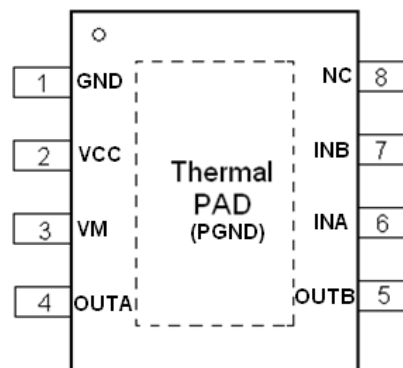 1 GND
2 VCC
3 VM
4 OUTA
Thermal
PAD
(PGND)
NC 8
INB 7
INA 6
OUTB 5